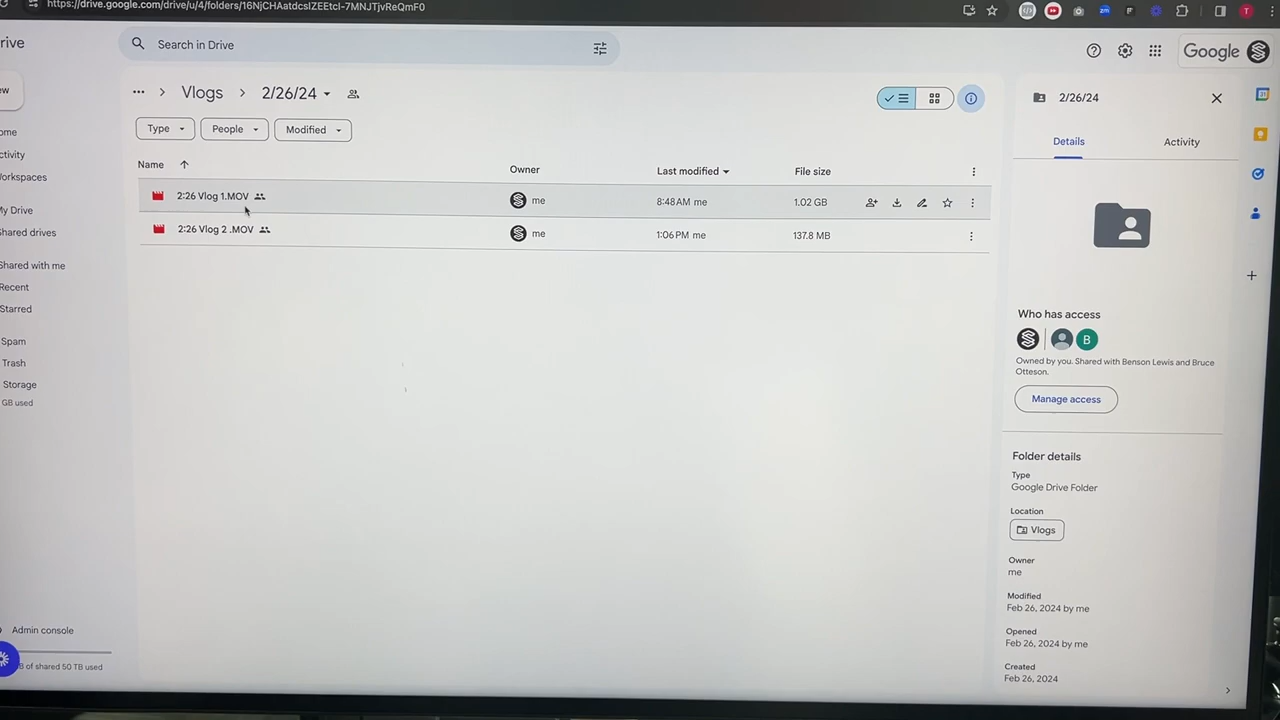 https://drive.google.com/drive/u/4/folders/16NjCHAatdcsIZEEtcI-7MNJTjvReQmF0
rive
Search in Drive
Google
ew
Vlogs
2/26/24
2/26/24
Type
People
Modified
Details
Activity
ome
ctivity
Vorkspaces
My Drive
Shared drives
Shared with me
Recent
Starred
Spam
Trash
Storage
GB used
Name
Owner
Last modified
File size
2:26 Vlog 1.MOV
me
8:48 AM me
1.02 GB
2:26 Vlog 2 .MOV
me
1:06 PM me
137.8 MB
Who has access
B
Owned by you. Shared with Benson Lewis and Bruce
Otteson.
Manage access
Folder details
Type
Google Drive Folder
Location
Vlogs
Owner
me
Modified
Feb 26, 2024 by me
Opened
Feb 26, 2024 by me
Created
Feb 26, 2024
Admin console
B of shared 50 TB used